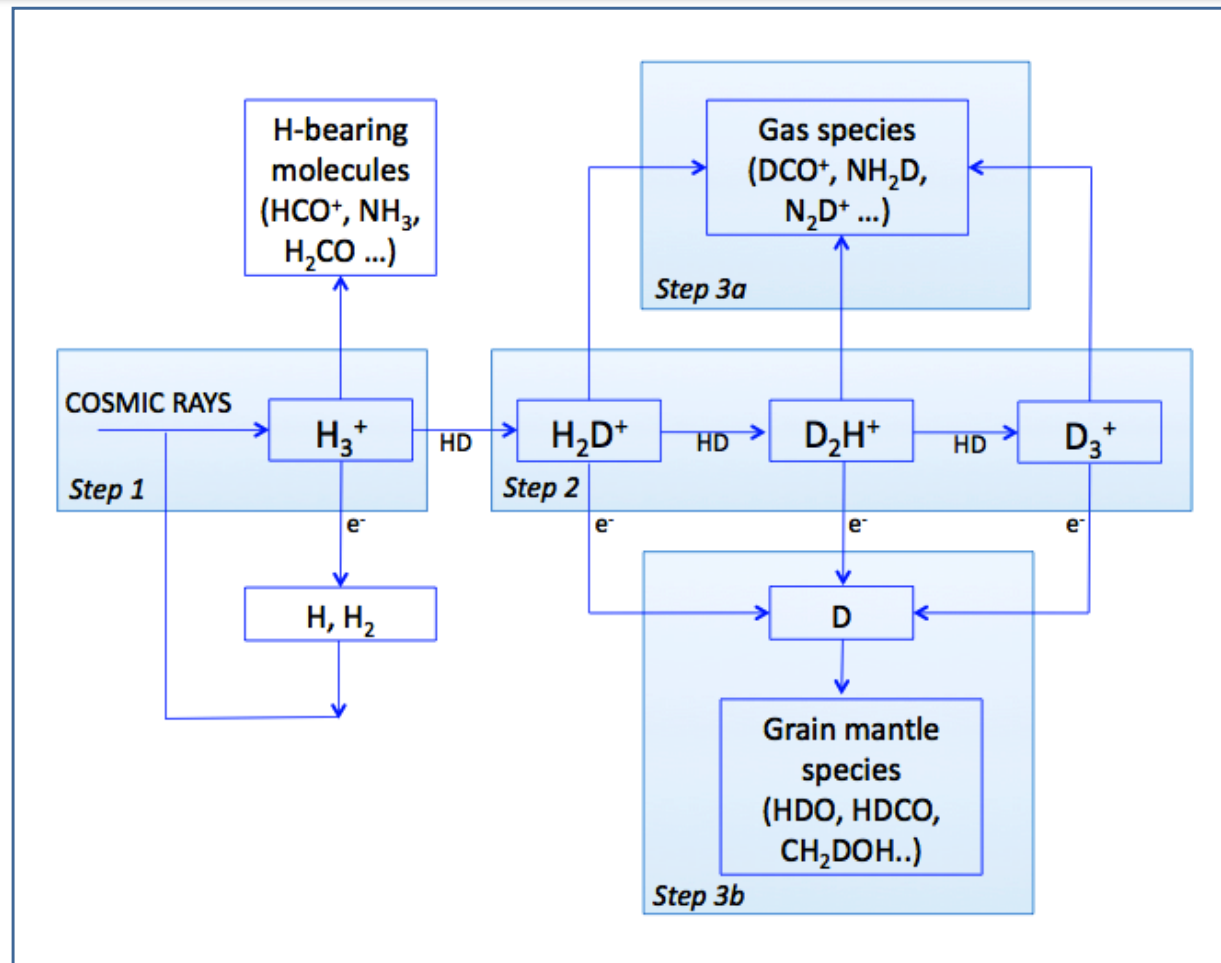 H-bearing
molecules
(HCO⁺, NH₃,
H₂CO ...)
Gas species
(DCO⁺, NH₂D,
N₂D⁺ ...)
Step 3a
COSMIC RAYS
H₃⁺
Step 1
HD
H₂D⁺
HD
D₂H⁺
HD
D₃⁺
Step 2
e⁻
e⁻
e⁻
e⁻
H, H₂
D
Grain mantle
species
(HDO, HDCO,
CH₂DOH..)
Step 3b